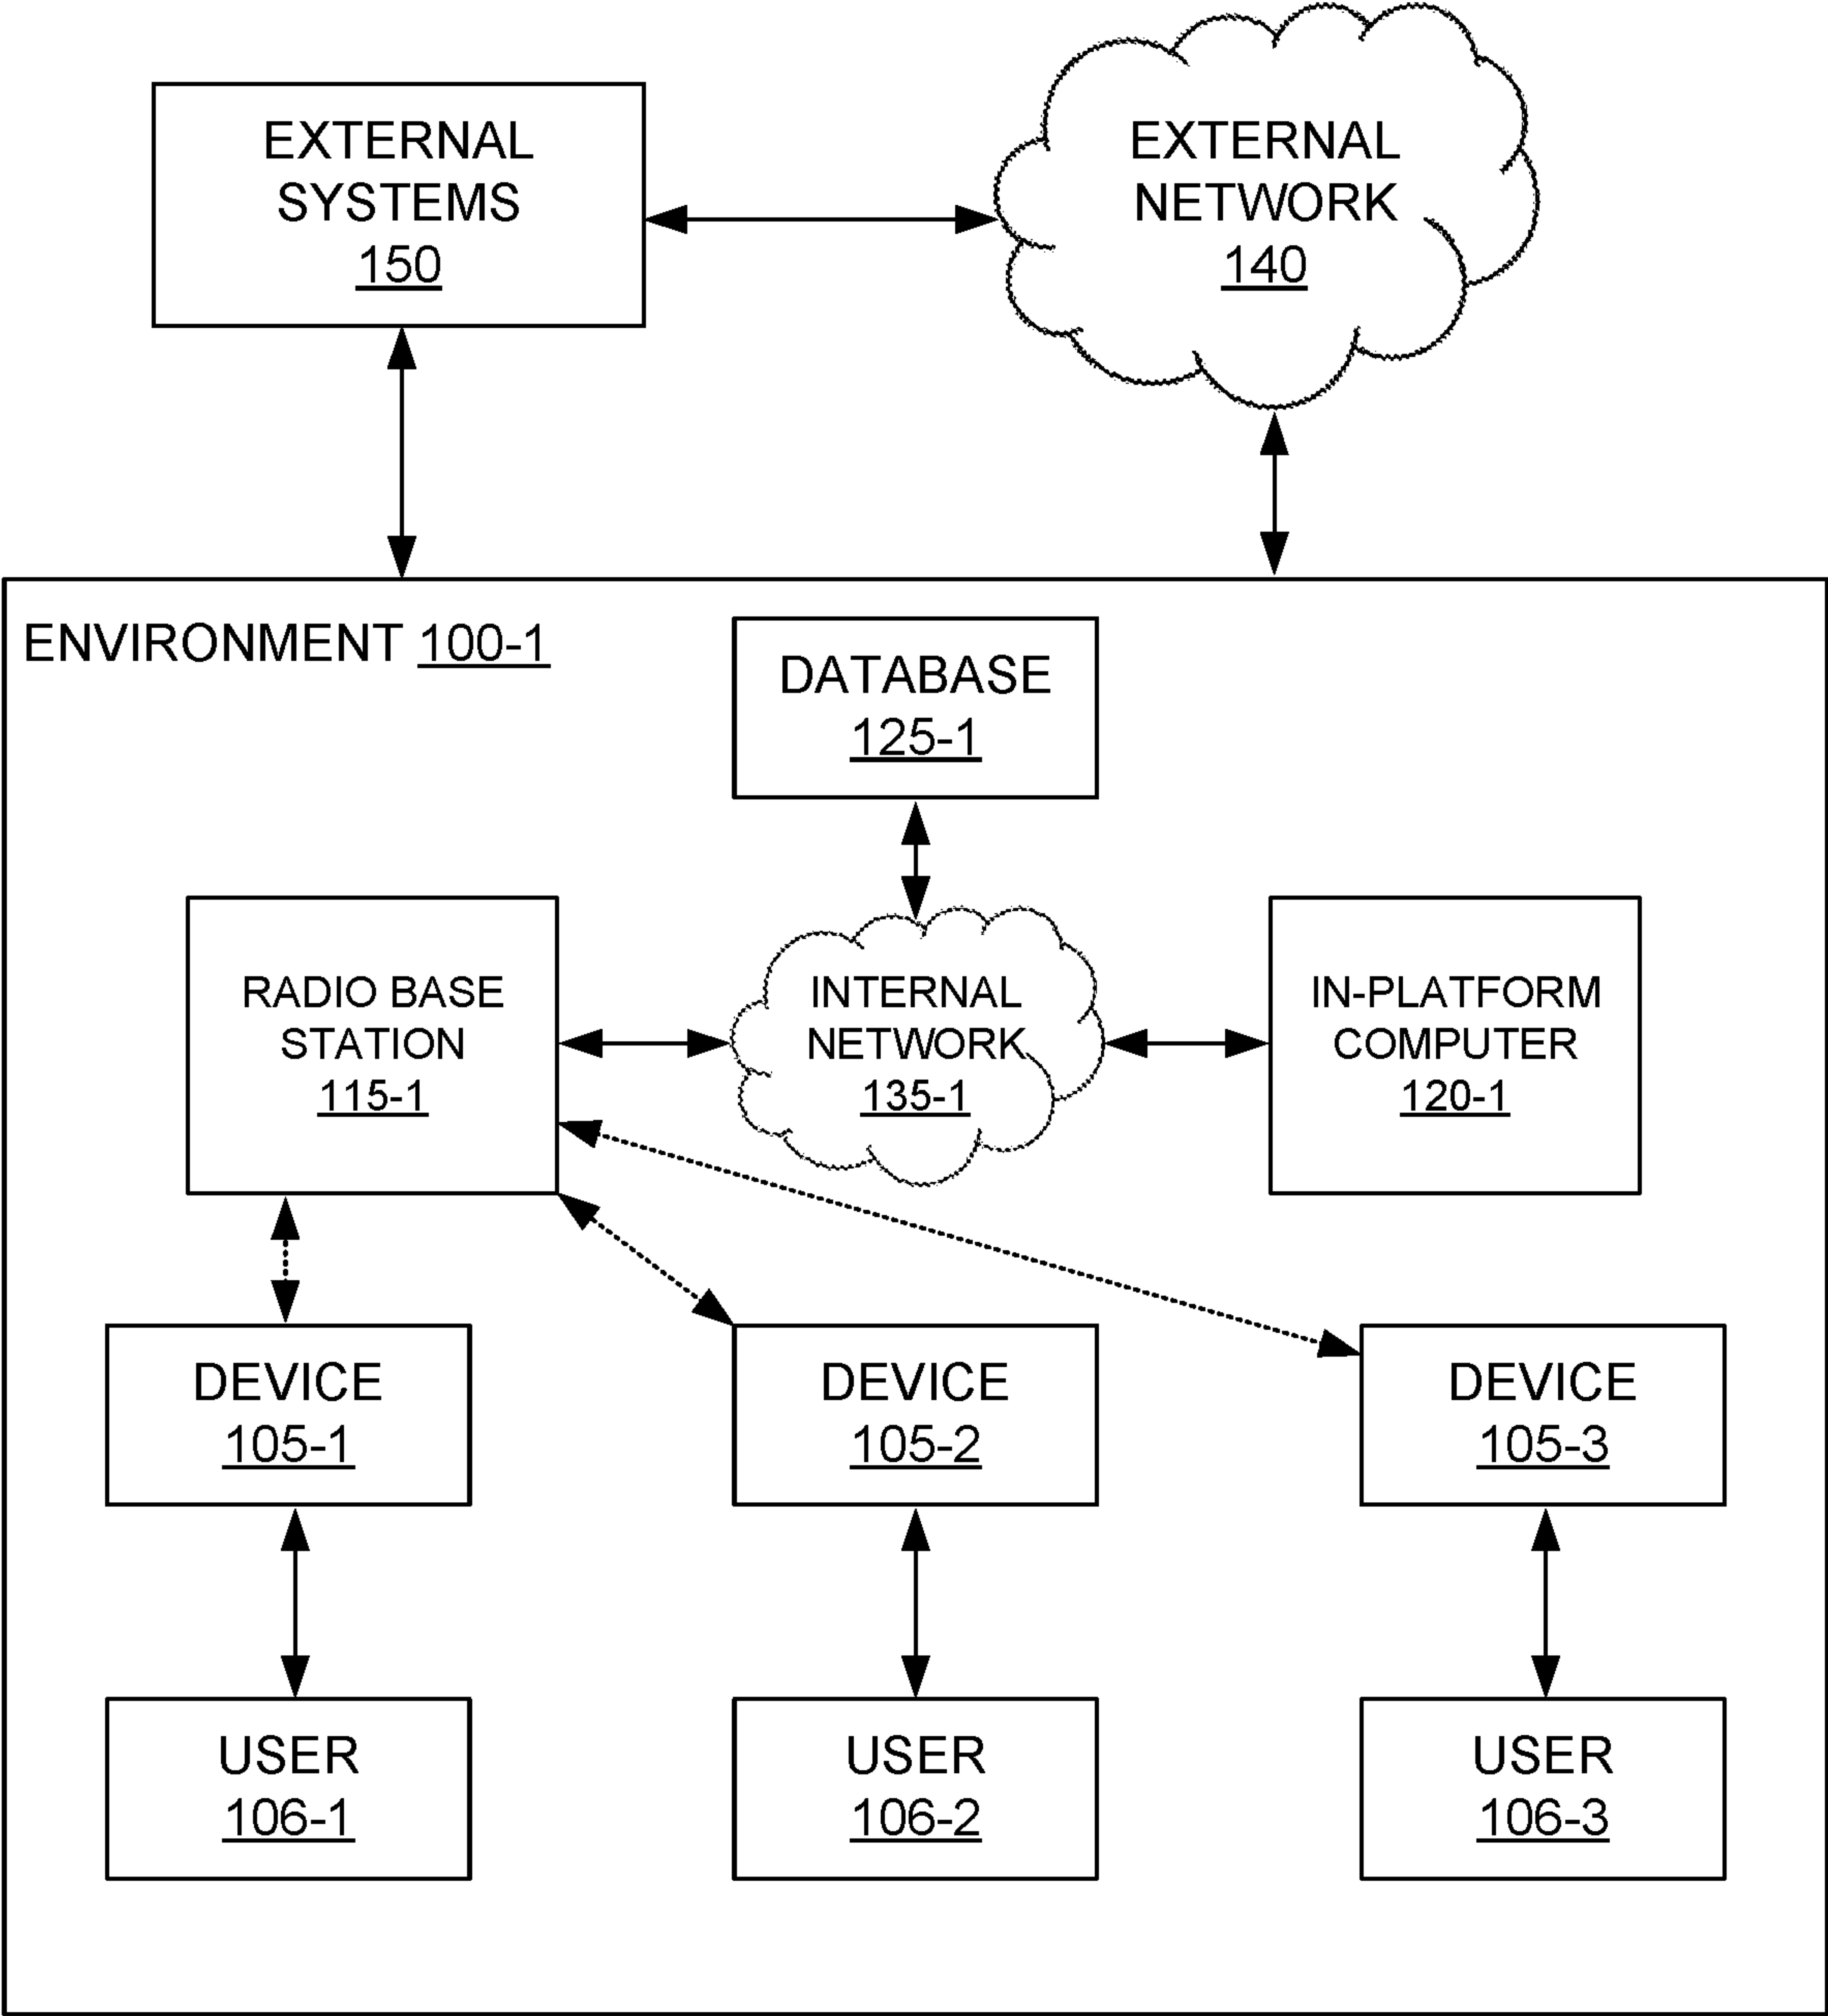 EXTERNAL
SYSTEMS
150
EXTERNAL
NETWORK
140
ENVIRONMENT 100-1
DATABASE
125-1
RADIO BASE
STATION
115-1
INTERNAL
NETWORK
135-1
IN-PLATFORM
COMPUTER
120-1
DEVICE
105-1
DEVICE
105-2
DEVICE
105-3
USER
106-1
USER
106-2
USER
106-3